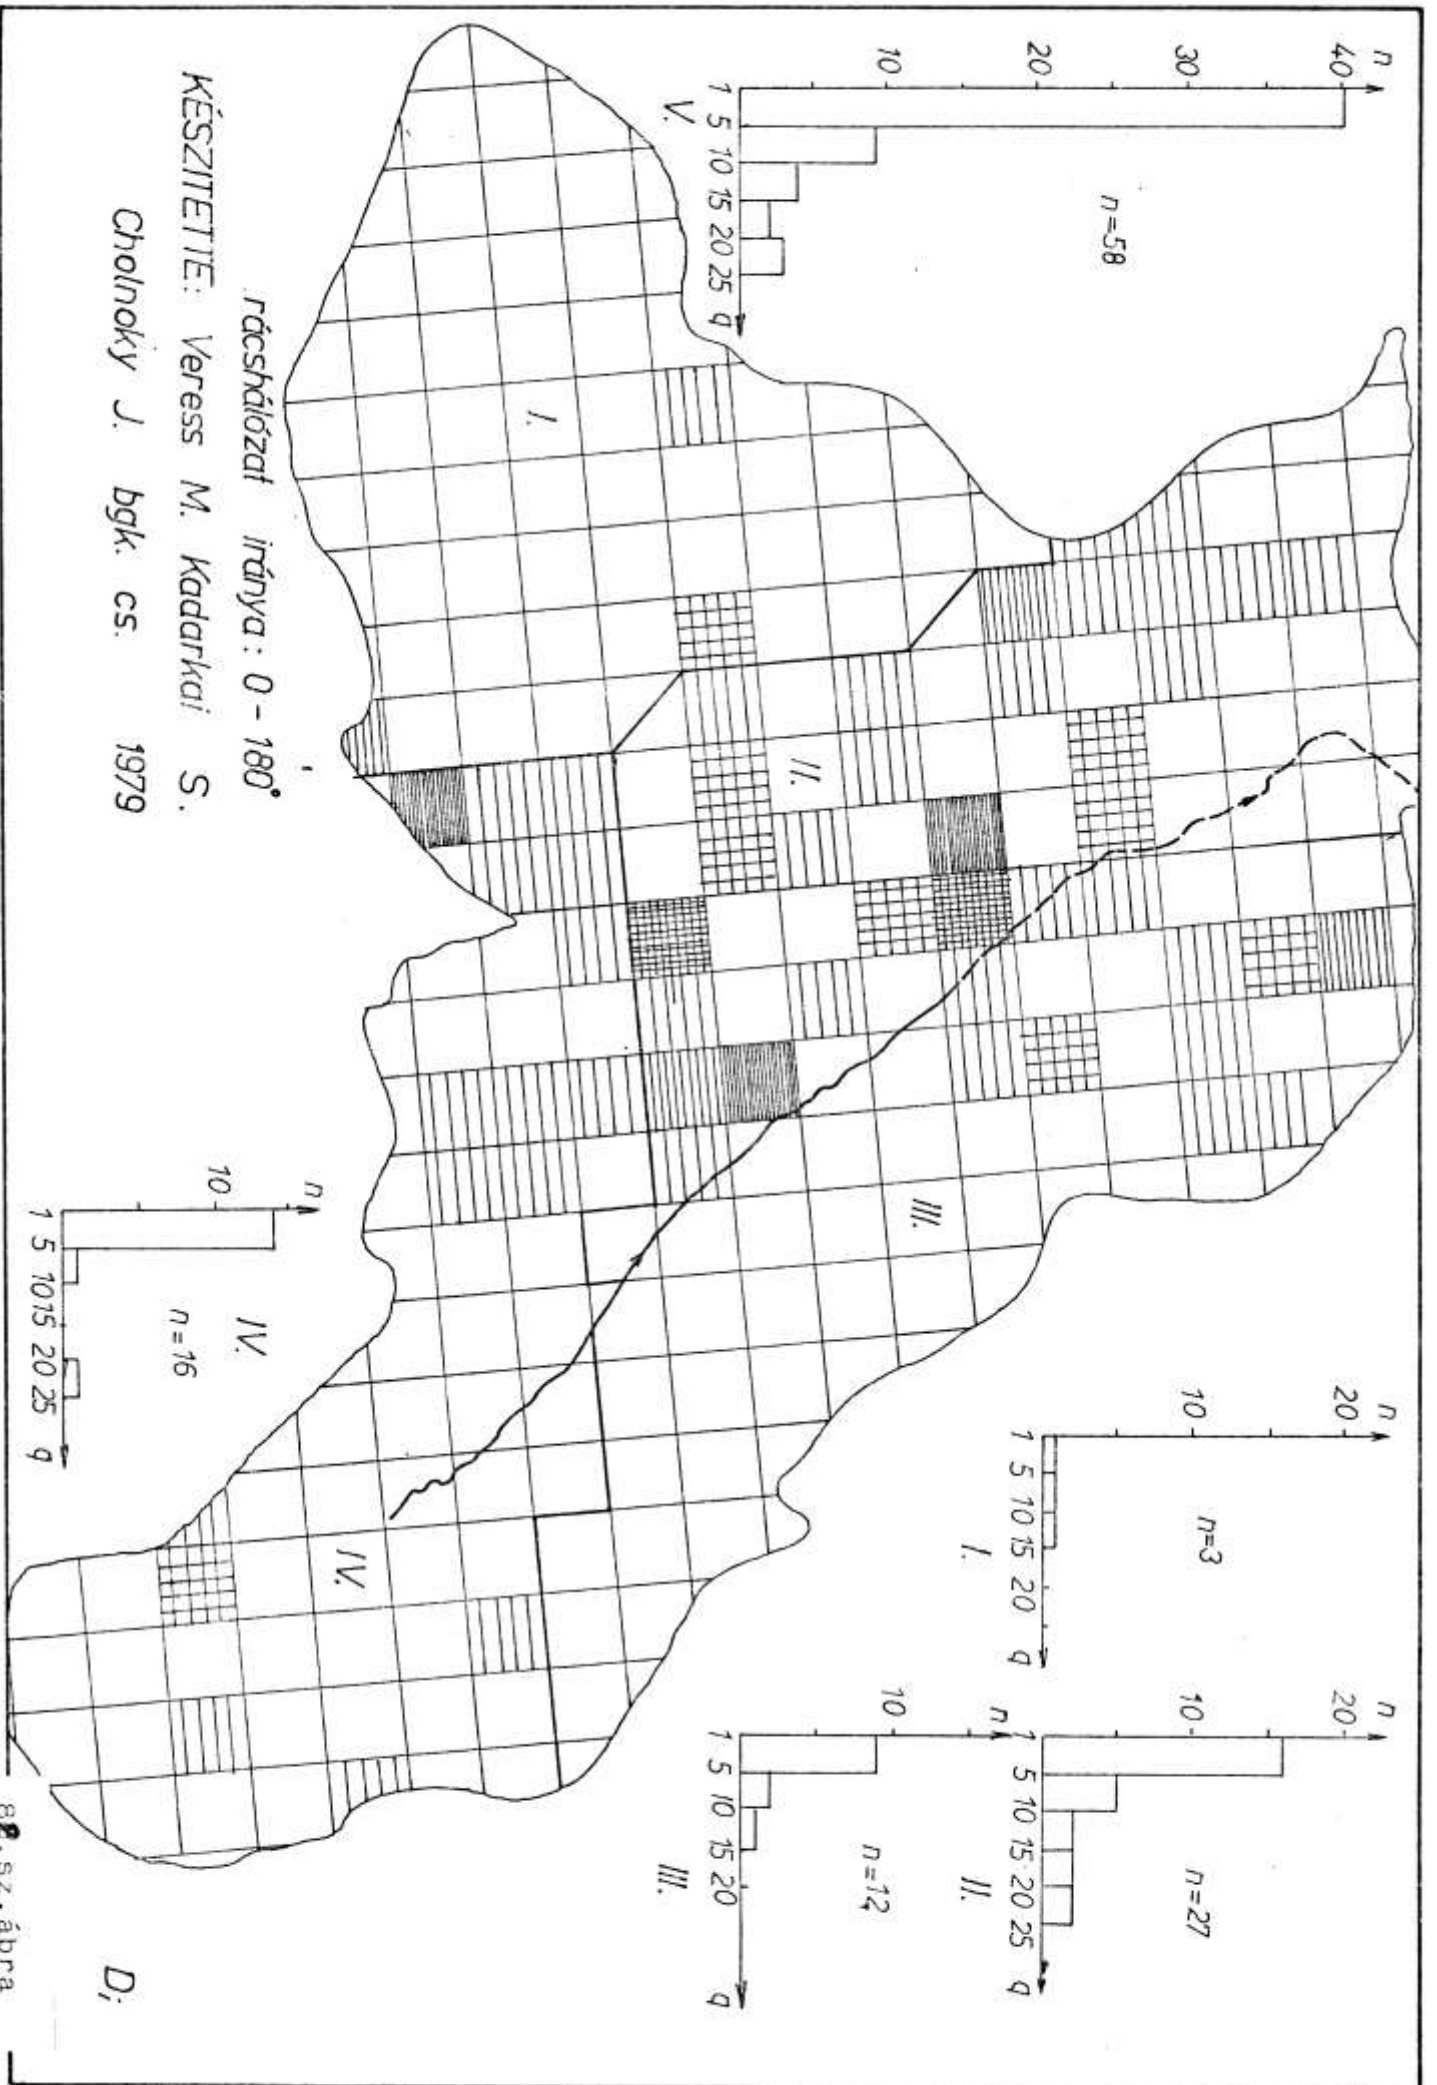 n
40
30
20
10
1 5 10 15 20 25 q
V.
n=58
n
20
10
1 5 10 15 20 q
I.
n=3
n
20
10
1 5 10 15 20 25 q
II.
n=27
n
10
1 5 10 15 20 q
III.
n=12
n
10
1 5 10 15 20 25 q
IV.
n=16
I.
II.
III.
IV.
rácshálózat iránya: 0-180°
KÉSZITETTE: Veress M. Kadarkai S.
Cholnoky J. bgk. cs. 1979
D;
.sz.ábra